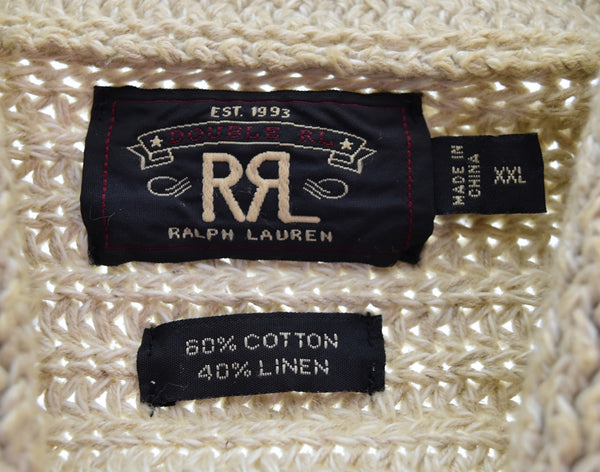 EST. 1993
DOUBLE RL
RRL
RALPH LAUREN
MADE IN
CHINA
XXL
60% COTTON
40% LINEN